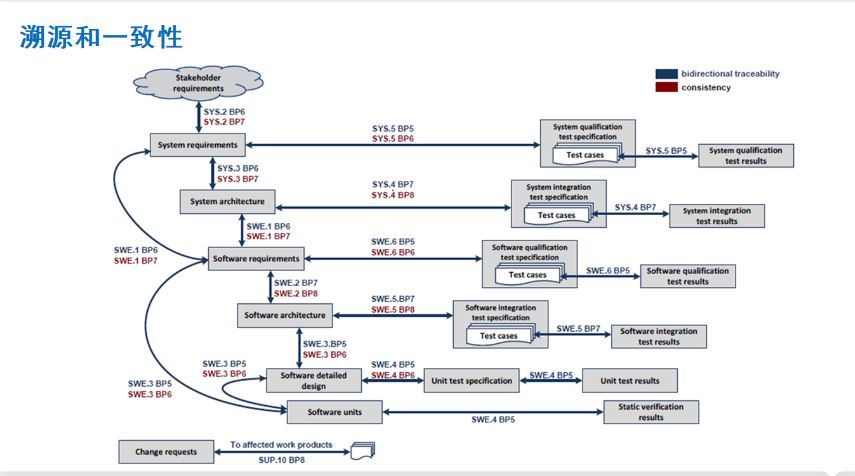 溯源和一致性
Stakeholder
requirements
bidirectional traceability
consistency
SYS.2 BP6
SYS.2 BP7
System requirements
SYS.5 BP5
SYS.5 BP6
System qualification
test specification
Test cases
SYS.5 BP5
System qualification
test results
SYS.3 BP6
SYS.3 BP7
System architecture
SYS.4 BP7
SYS.4 BP8
System integration
test specification
Test cases
SYS.4 BP7
System integration
test results
SWE.1 BP6
SWE.1 BP7
SWE.1 BP6
SWE.1 BP7
Software requirements
SWE.6 BP5
SWE.6 BP6
Software qualification
test specification
Test cases
SWE.6 BP5
Software qualification
test results
SWE.2 BP7
SWE.2 BP8
Software architecture
SWE.5.BP7
SWE.5 BP8
Software integration
test specification
Test cases
SWE.5 BP7
Software integration
test results
SWE.3.BP5
SWE.3 BP6
SWE.3 BP5
SWE.3 BP6
SWE.3 BP5
SWE.3 BP6
Software detailed
design
SWE.4 BP5
SWE.4 BP6
Unit test specification
SWE.4 BP5
Unit test results
Software units
SWE.4 BP5
Static verification
results
Change requests
To affected work products
SUP.10 BP8